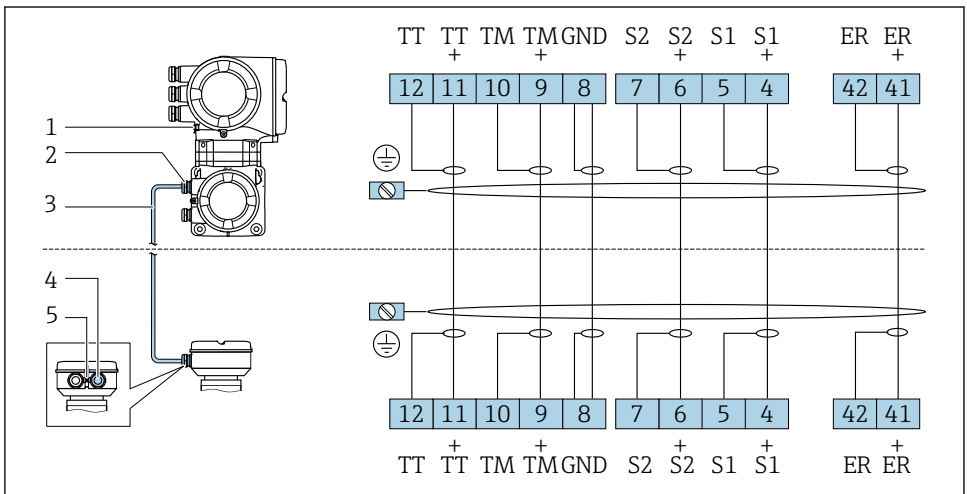 TT TT TM TM GND S2 S2 S1 S1 ER ER
+ + + + +
12 11 10 9 8 7 6 5 4 42 41
1
2
3
4
5
12 11 10 9 8 7 6 5 4 42 41
+ + + + +
TT TT TM TM GND S2 S2 S1 S1 ER ER